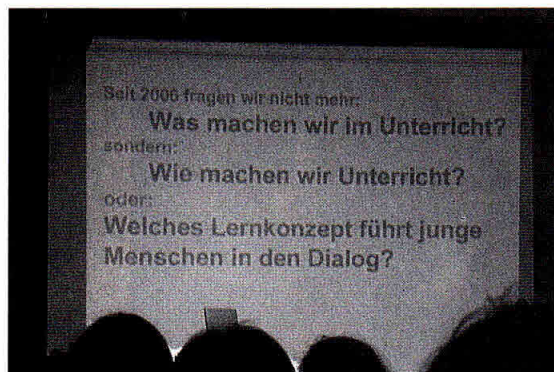 Seit 2006 fragen wir nicht mehr:
Was machen wir im Unterricht?
sondern:
Wie machen wir Unterricht?
oder:
Welches Lernkonzept führt junge
Menschen in den Dialog?